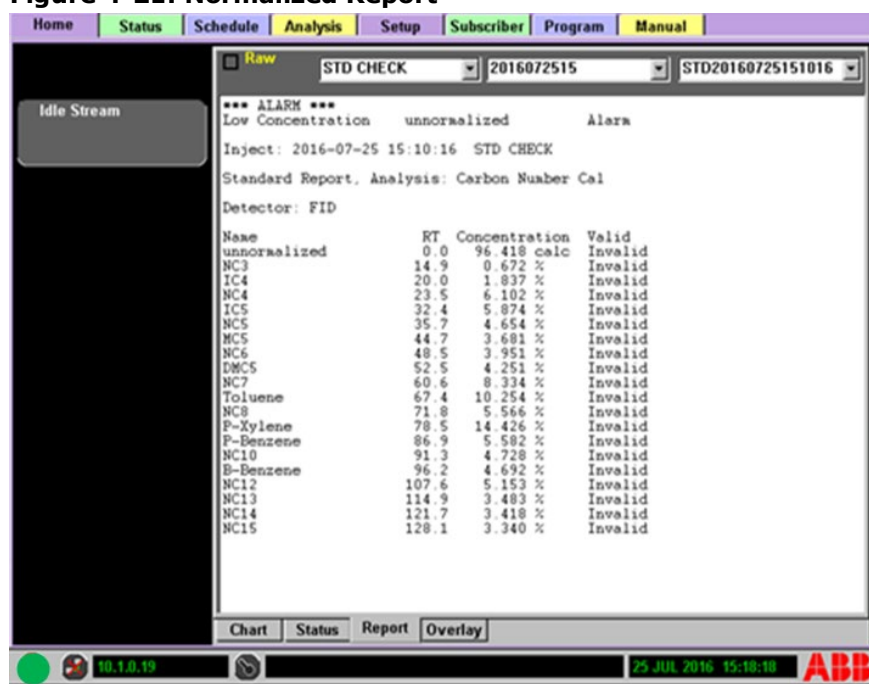 Figure 4-22: Normalized Report
Home Status Schedule Analysis Setup Subscriber Program Manual
Raw STD CHECK 2016072515 STD20160725151016
Idle Stream
*** ALARM ***
Low Concentration unnormalized Alarm
Inject: 2016-07-25 15:10:16 STD CHECK
Standard Report, Analysis: Carbon Number Cal
Detector: FID
Name RT Concentration Valid
unnormalized 0.0 96.418 calc Invalid
NC3 14.9 0.672 % Invalid
IC4 20.0 1.837 % Invalid
NC4 23.5 6.102 % Invalid
IC5 32.4 5.874 % Invalid
NC5 35.7 4.654 % Invalid
MC5 44.7 3.681 % Invalid
NC6 48.5 3.951 % Invalid
DMC5 52.5 4.251 % Invalid
NC7 60.6 8.334 % Invalid
Toluene 67.4 10.254 % Invalid
NC8 71.8 5.566 % Invalid
P-Xylene 78.5 14.426 % Invalid
P-Benzene 86.9 5.582 % Invalid
NC10 91.3 4.728 % Invalid
B-Benzene 96.2 4.692 % Invalid
NC12 107.6 5.153 % Invalid
NC13 114.9 3.483 % Invalid
NC14 121.7 3.418 % Invalid
NC15 128.1 3.340 % Invalid
Chart Status Report Overlay
10.1.0.19 25 JUL 2016 15:18:18 ABB